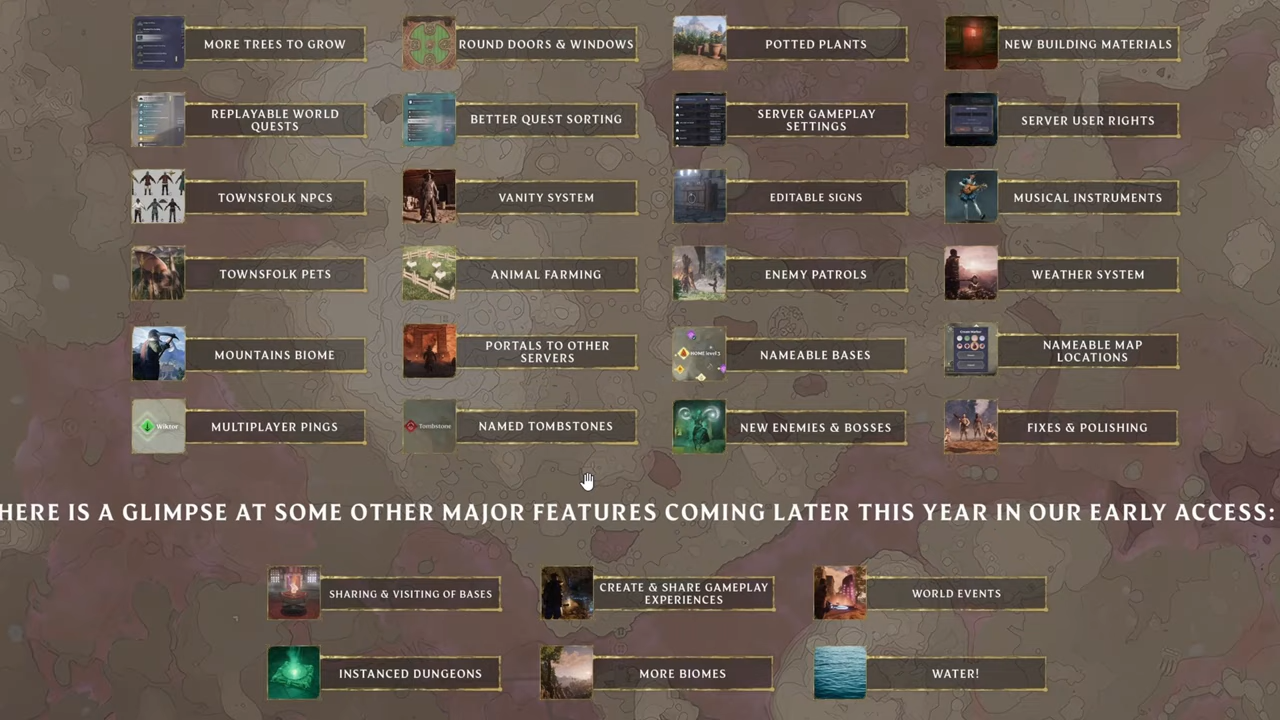 MORE TREES TO GROW
ROUND DOORS & WINDOWS
POTTED PLANTS
NEW BUILDING MATERIALS
REPLAYABLE WORLD
QUESTS
BETTER QUEST SORTING
SERVER GAMEPLAY
SETTINGS
SERVER USER RIGHTS
TOWNSFOLK NPCS
VANITY SYSTEM
EDITABLE SIGNS
MUSICAL INSTRUMENTS
TOWNSFOLK PETS
ANIMAL FARMING
ENEMY PATROLS
WEATHER SYSTEM
MOUNTAINS BIOME
PORTALS TO OTHER
SERVERS
NAMEABLE BASES
NAMEABLE MAP
LOCATIONS
Wiktor
MULTIPLAYER PINGS
Tombstone
NAMED TOMBSTONES
NEW ENEMIES & BOSSES
FIXES & POLISHING
HERE IS A GLIMPSE AT SOME OTHER MAJOR FEATURES COMING LATER THIS YEAR IN OUR EARLY ACCESS:
SHARING & VISITING OF BASES
CREATE & SHARE GAMEPLAY
EXPERIENCES
WORLD EVENTS
INSTANCED DUNGEONS
MORE BIOMES
WATER!